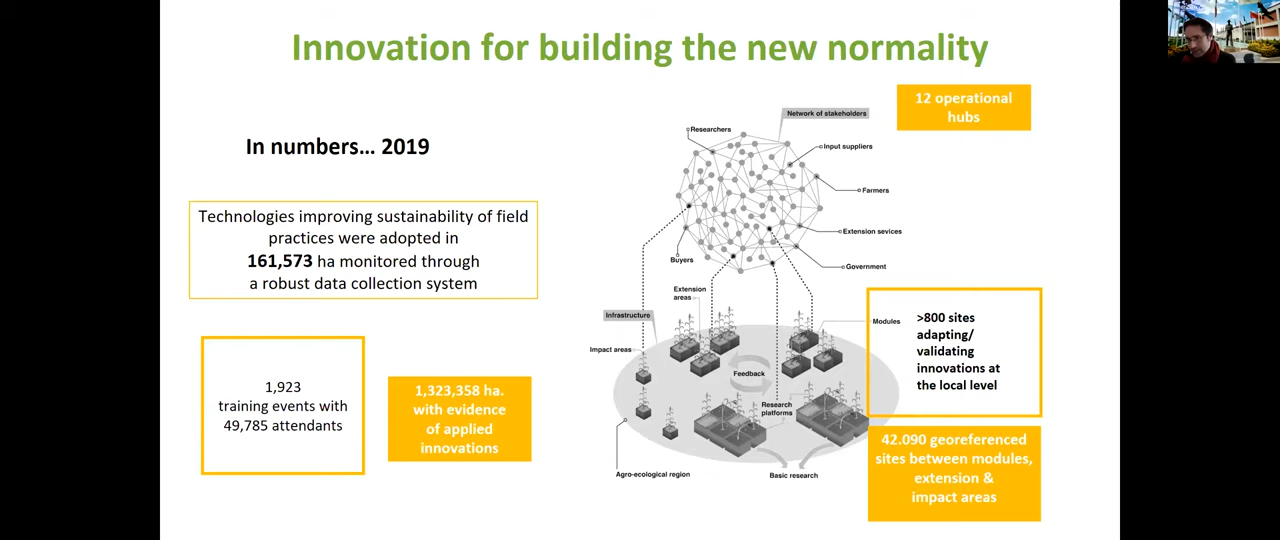 Innovation for building the new normality
12 operational
hubs
In numbers... 2019
Technologies improving sustainability of field
practices were adopted in
161,573 ha monitored through
a robust data collection system
1,923
training events with
49,785 attendants
1,323,358 ha.
with evidence
of applied
innovations
Network of stakeholders
Researchers
Input suppliers
Farmers
Extension sevices
Buyers
Government
Extension
areas
Infrastructure
Modules
Impact areas
Feedback
Research
platforms
Agro-ecological region
Basic research
>800 sites
adapting/
validating
innovations at
the local level
42.090 georeferenced
sites between modules,
extension &
impact areas